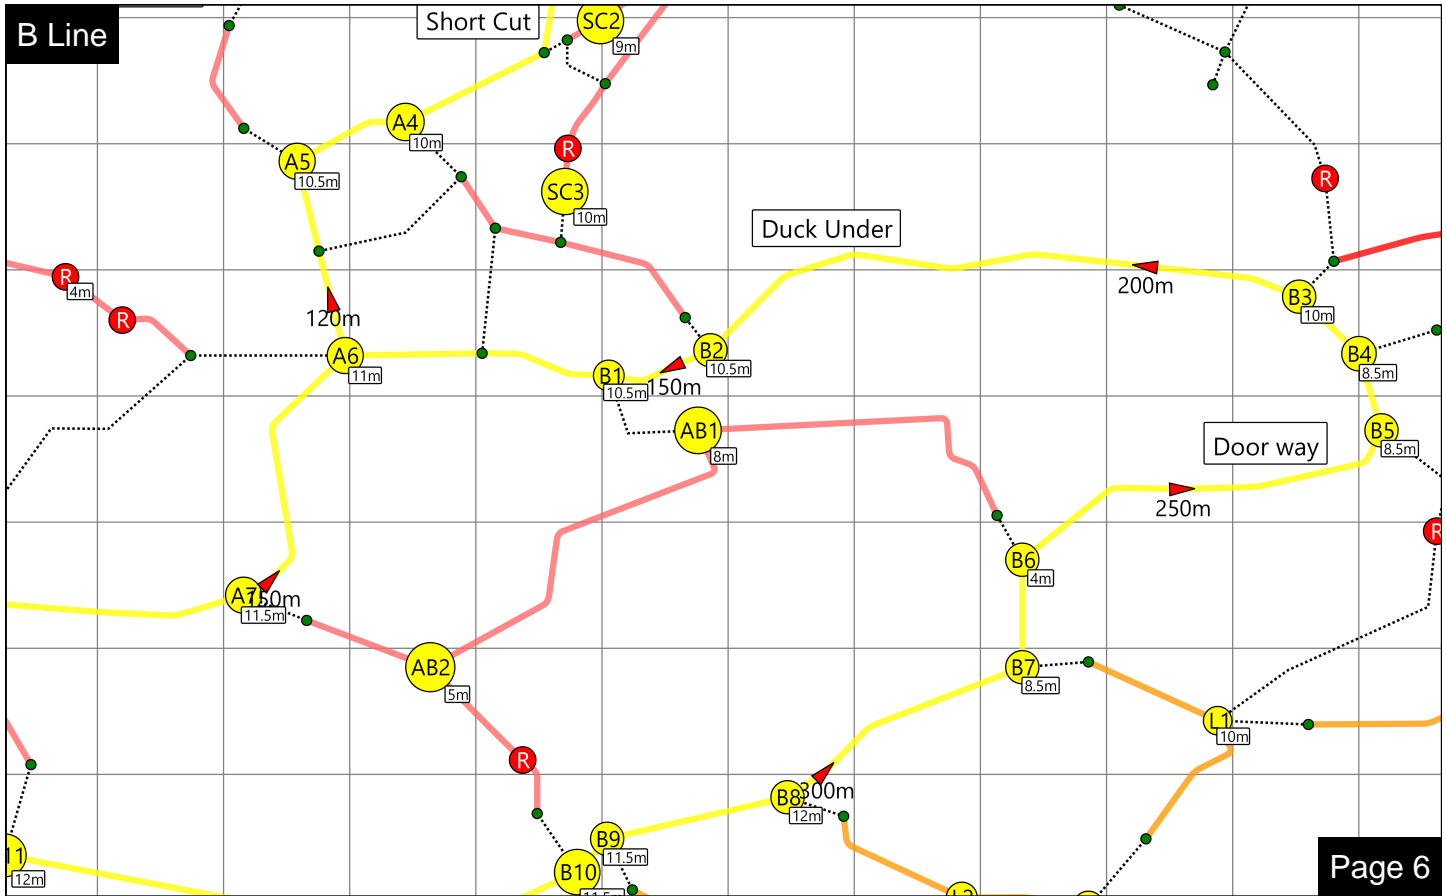 B Line
Short Cut
SC2
9m
A4
10m
A5
10.5m
R
SC3
10m
R
Duck Under
R
4m
R
200m
B3
10m
120m
A6
11m
B1
10.5m
150m
B2
10.5m
B4
8.5m
AB1
8m
B5
8.5m
Door way
250m
R
B6
4m
A7
11.5m
AB2
5m
B7
8.5m
L1
10m
R
300m
B8
12m
B9
11.5m
B10
11
12m
Page 6